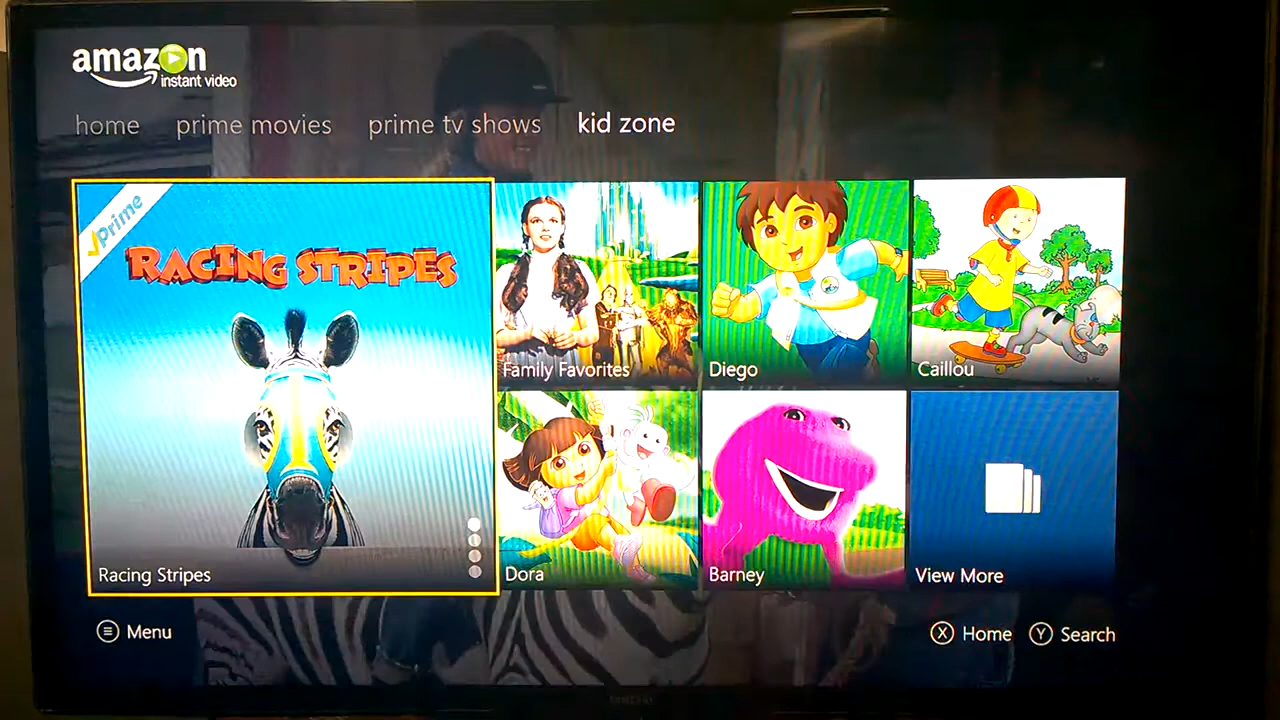 amazon
instant video
home prime movies prime tv shows kid zone
Prime
RACING STRIPES
Racing Stripes
Family Favorites
Diego
Caillou
Dora
Barney
View More
Menu
X Home Y Search
SAMSUNG